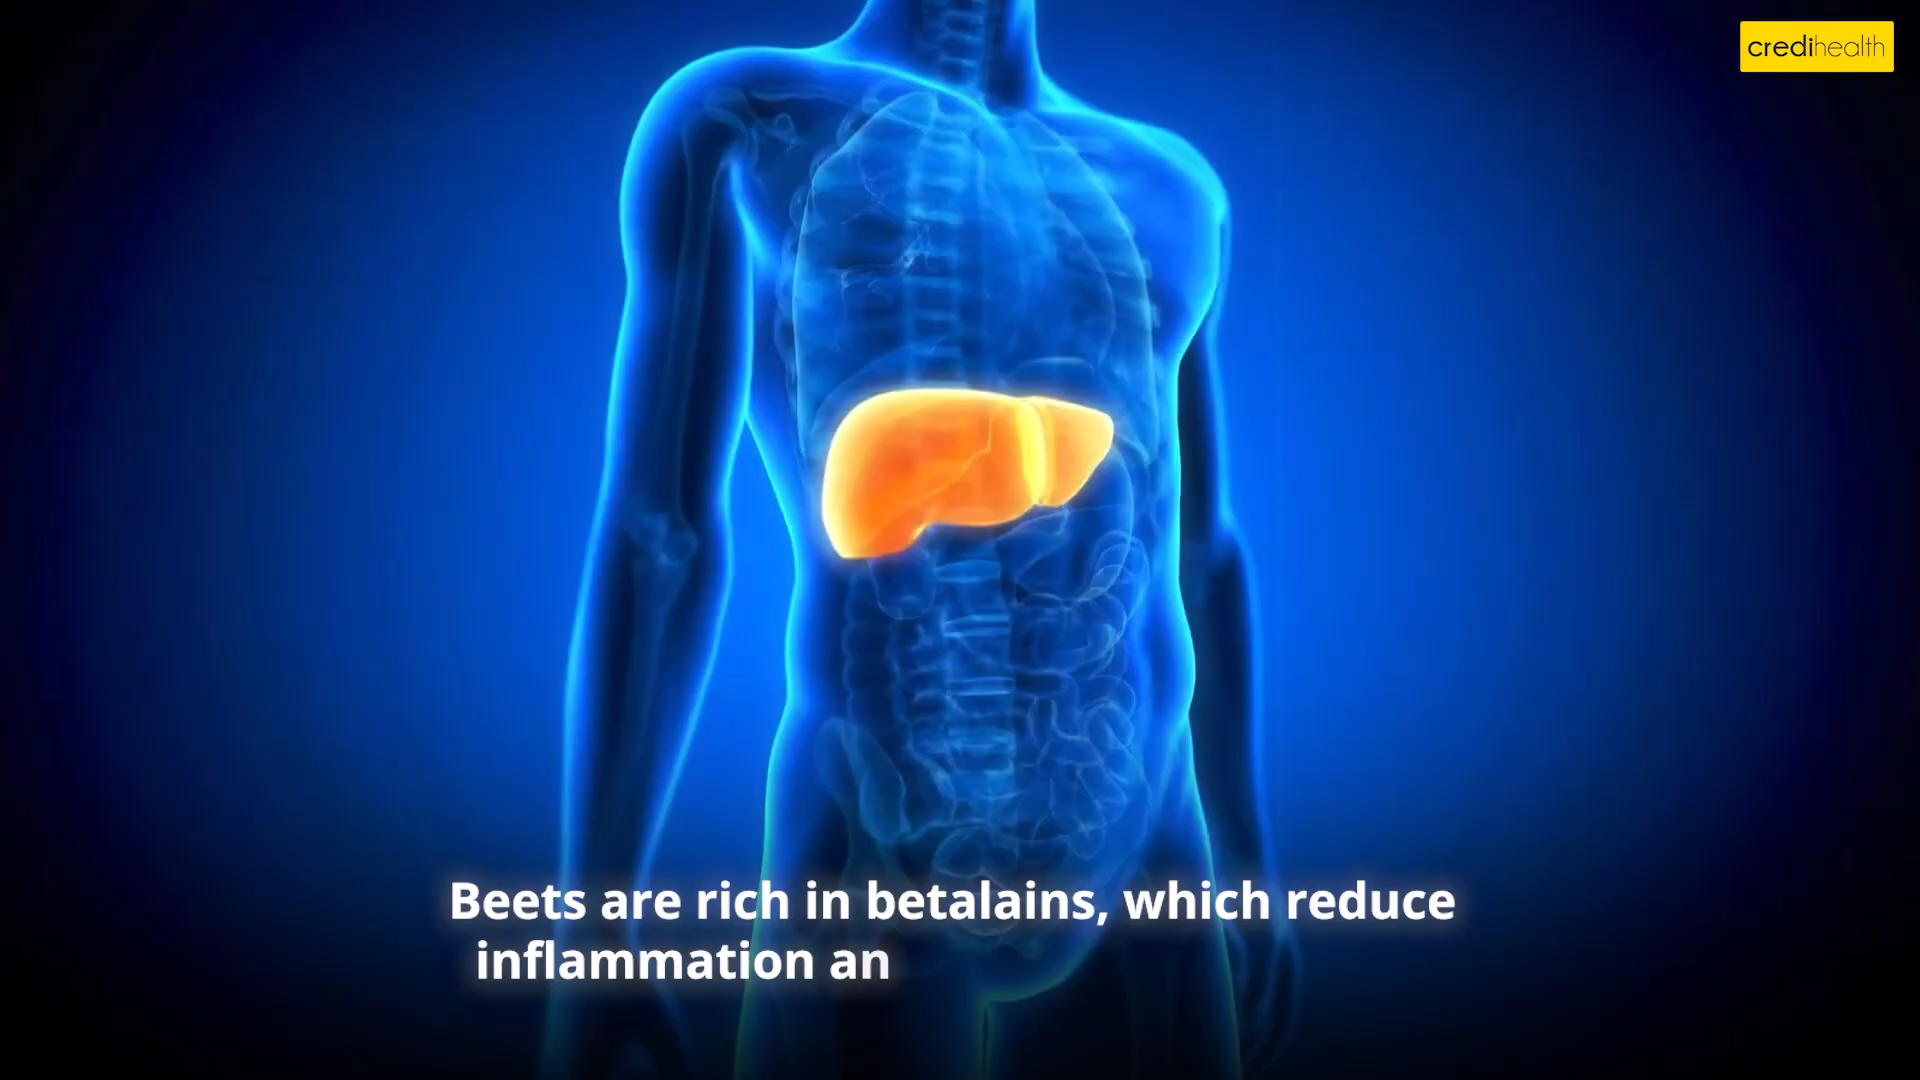 credihealth
Beets are rich in betalains, which reduce
inflammation an